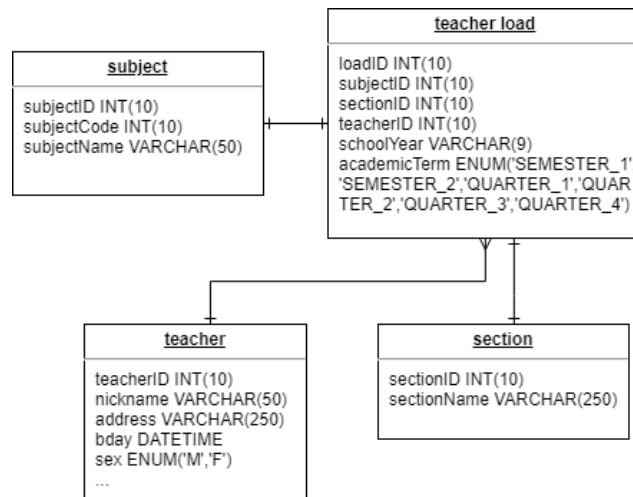 teacher load
loadID INT(10)
subjectID INT(10)
sectionID INT(10)
teacherID INT(10)
schoolYear VARCHAR(9)
academicTerm ENUM('SEMESTER_1',
'SEMESTER_2','QUARTER_1','QUAR
TER_2','QUARTER_3','QUARTER_4')
subject
subjectID INT(10)
subjectCode INT(10)
subjectName VARCHAR(50)
teacher
teacherID INT(10)
nickname VARCHAR(50)
address VARCHAR(250)
bday DATETIME
sex ENUM('M','F')
...
section
sectionID INT(10)
sectionName VARCHAR(250)